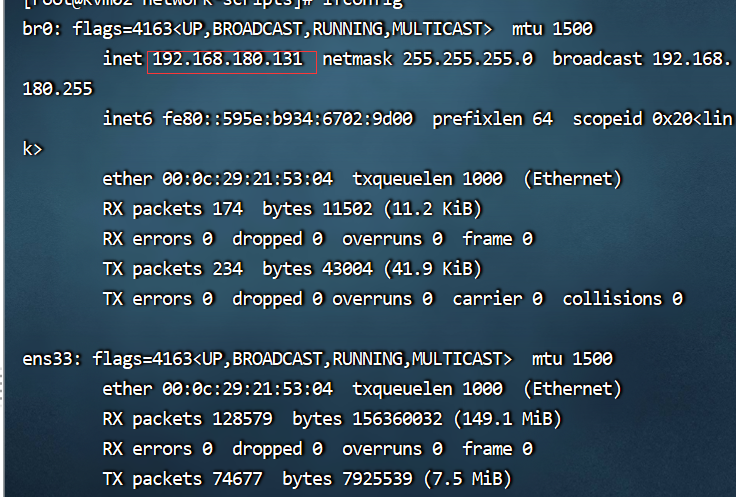 [root@kvm02 network-scripts]# ifconfig
br0: flags=4163<UP,BROADCAST,RUNNING,MULTICAST>  mtu 1500
        inet 192.168.180.131  netmask 255.255.255.0  broadcast 192.168.
180.255
        inet6 fe80::595e:b934:6702:9d00  prefixlen 64  scopeid 0x20<lin
k>
        ether 00:0c:29:21:53:04  txqueuelen 1000  (Ethernet)
        RX packets 174  bytes 11502 (11.2 KiB)
        RX errors 0  dropped 0  overruns 0  frame 0
        TX packets 234  bytes 43004 (41.9 KiB)
        TX errors 0  dropped 0 overruns 0  carrier 0  collisions 0
ens33: flags=4163<UP,BROADCAST,RUNNING,MULTICAST>  mtu 1500
        ether 00:0c:29:21:53:04  txqueuelen 1000  (Ethernet)
        RX packets 128579  bytes 156360032 (149.1 MiB)
        RX errors 0  dropped 0  overruns 0  frame 0
        TX packets 74677  bytes 7925539 (7.5 MiB)